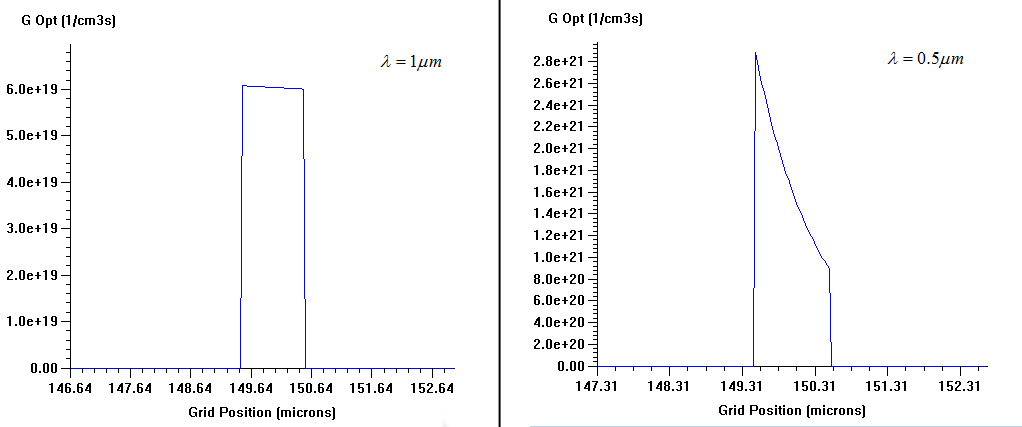 G Opt (1/cm3s)
λ = 1μm
6.0e+19
5.0e+19
4.0e+19
3.0e+19
2.0e+19
1.0e+19
0.00
146.64 147.64 148.64 149.64 150.64 151.64 152.64
Grid Position (microns)
G Opt (1/cm3s)
λ = 0.5μm
2.8e+21
2.6e+21
2.4e+21
2.2e+21
2.0e+21
1.8e+21
1.6e+21
1.4e+21
1.2e+21
1.0e+21
8.0e+20
6.0e+20
4.0e+20
2.0e+20
0.00
147.31 148.31 149.31 150.31 151.31 152.31
Grid Position (microns)